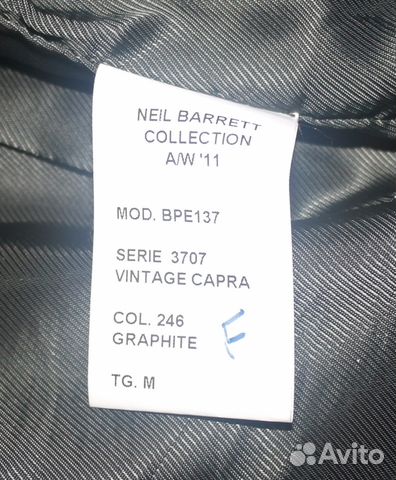 NEIL BARRETT
COLLECTION
A/W '11
MOD. BPE137
SERIE 3707
VINTAGE CAPRA
COL. 246
GRAPHITE
F
TG. M
Avito